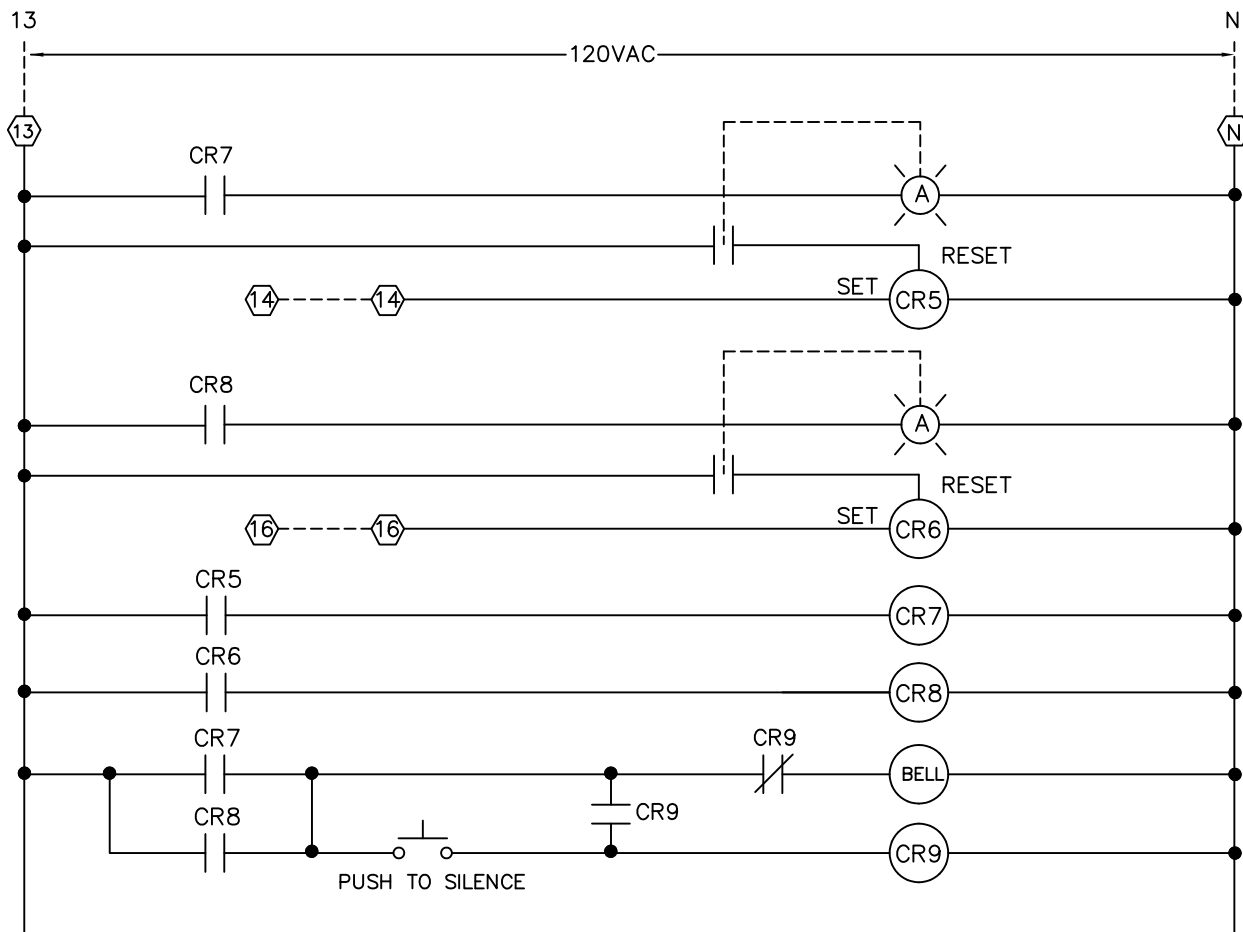 13 N
120VAC
13 N
CR7
A
RESET
14 14 SET CR5
CR8
A
RESET
16 16 SET CR6
CR5
CR7
CR6
CR8
CR7 CR9
BELL
CR8 CR9
CR9
PUSH TO SILENCE